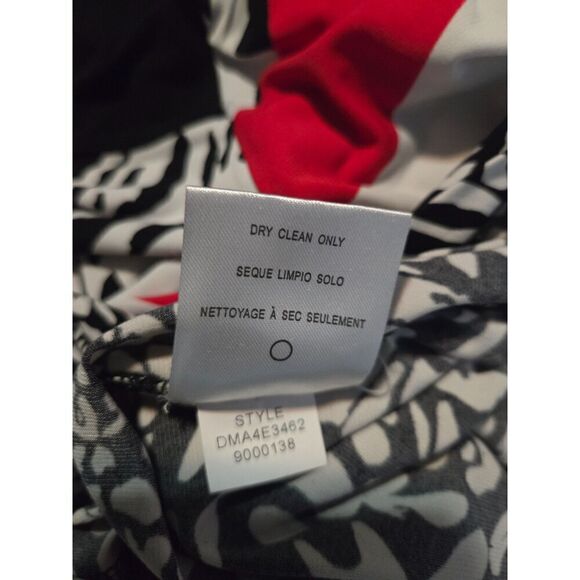 DRY CLEAN ONLY
SEQUE LIMPIO SOLO
NETTOYAGE À SEC SEULEMENT
STYLE
DMA4E3462
9000138